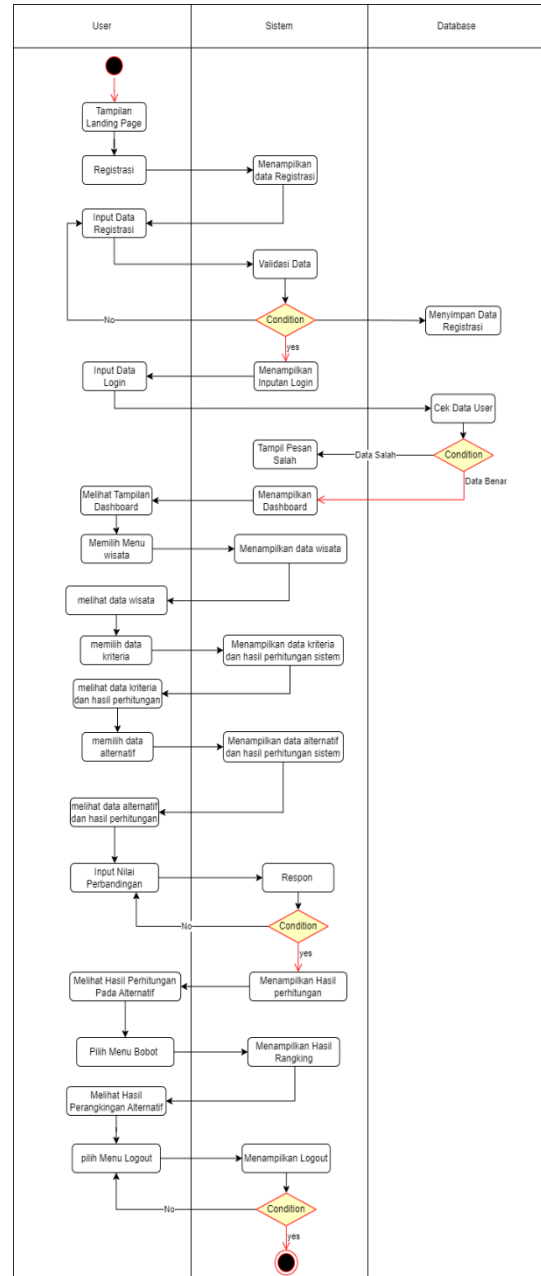 User
Sistem
Database
Tampilan
Landing Page
Registrasi
Menampilkan
data Registrasi
Input Data
Registrasi
Validasi Data
No
Condition
Menyimpan Data
Registrasi
yes
Input Data
Login
Menampilkan
Inputan Login
Cek Data User
Tampil Pesan
Salah
Data Salah
Condition
Data Benar
Melihat Tampilan
Dashboard
Menampilkan
Dashboard
Memilih Menu
wisata
Menampilkan data wisata
melihat data wisata
memilih data
kriteria
Menampilkan data kriteria
dan hasil perhitungan sistem
melihat data kriteria
dan hasil perhitungan
memilih data
alternatif
Menampilkan data alternatif
dan hasil perhitungan sistem
melihat data alternatif
dan hasil perhitungan
Input Nilai
Perbandingan
Respon
No
Condition
yes
Melihat Hasil Perhitungan
Pada Alternatif
Menampilkan Hasil
perhitungan
Pilih Menu Bobot
Menampilkan Hasil
Rangking
Melihat Hasil
Perangkingan Alternatif
pilih Menu Logout
Menampilkan Logout
No
Condition
yes